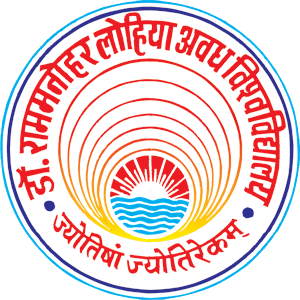 डॉ. राममनोहर लोहिया अवध विश्वविद्यालय
ज्योतिषां ज्योतिरेकम्